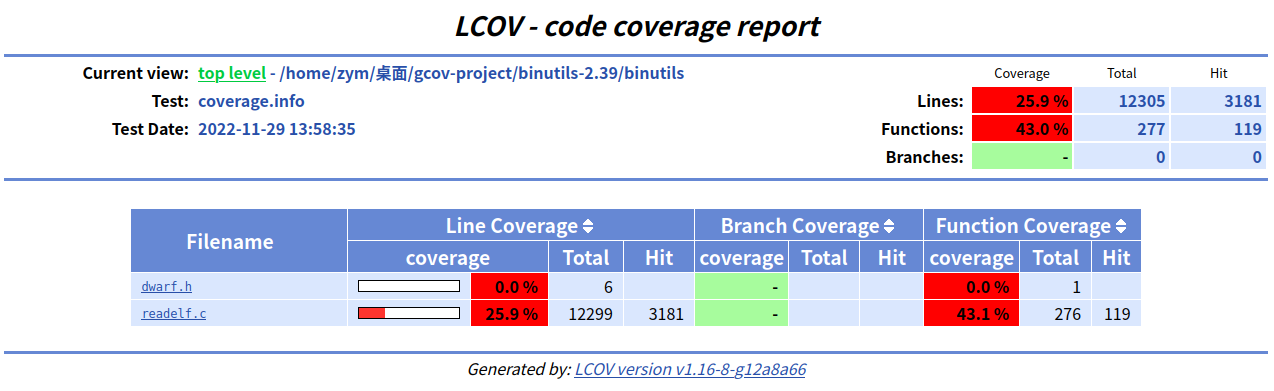 LCOV - code coverage report
Current view: top level - /home/zym/桌面/gcov-project/binutils-2.39/binutils Coverage Total Hit
Test: coverage.info Lines: 25.9 % 12305 3181
Test Date: 2022-11-29 13:58:35 Functions: 43.0 % 277 119
Branches: - 0 0
Filename Line Coverage Branch Coverage Function Coverage
coverage Total Hit coverage Total Hit coverage Total Hit
dwarf.h 0.0 % 6 - 0.0 % 1
readelf.c 25.9 % 12299 3181 - 43.1 % 276 119
Generated by: LCOV version v1.16-8-g12a8a66